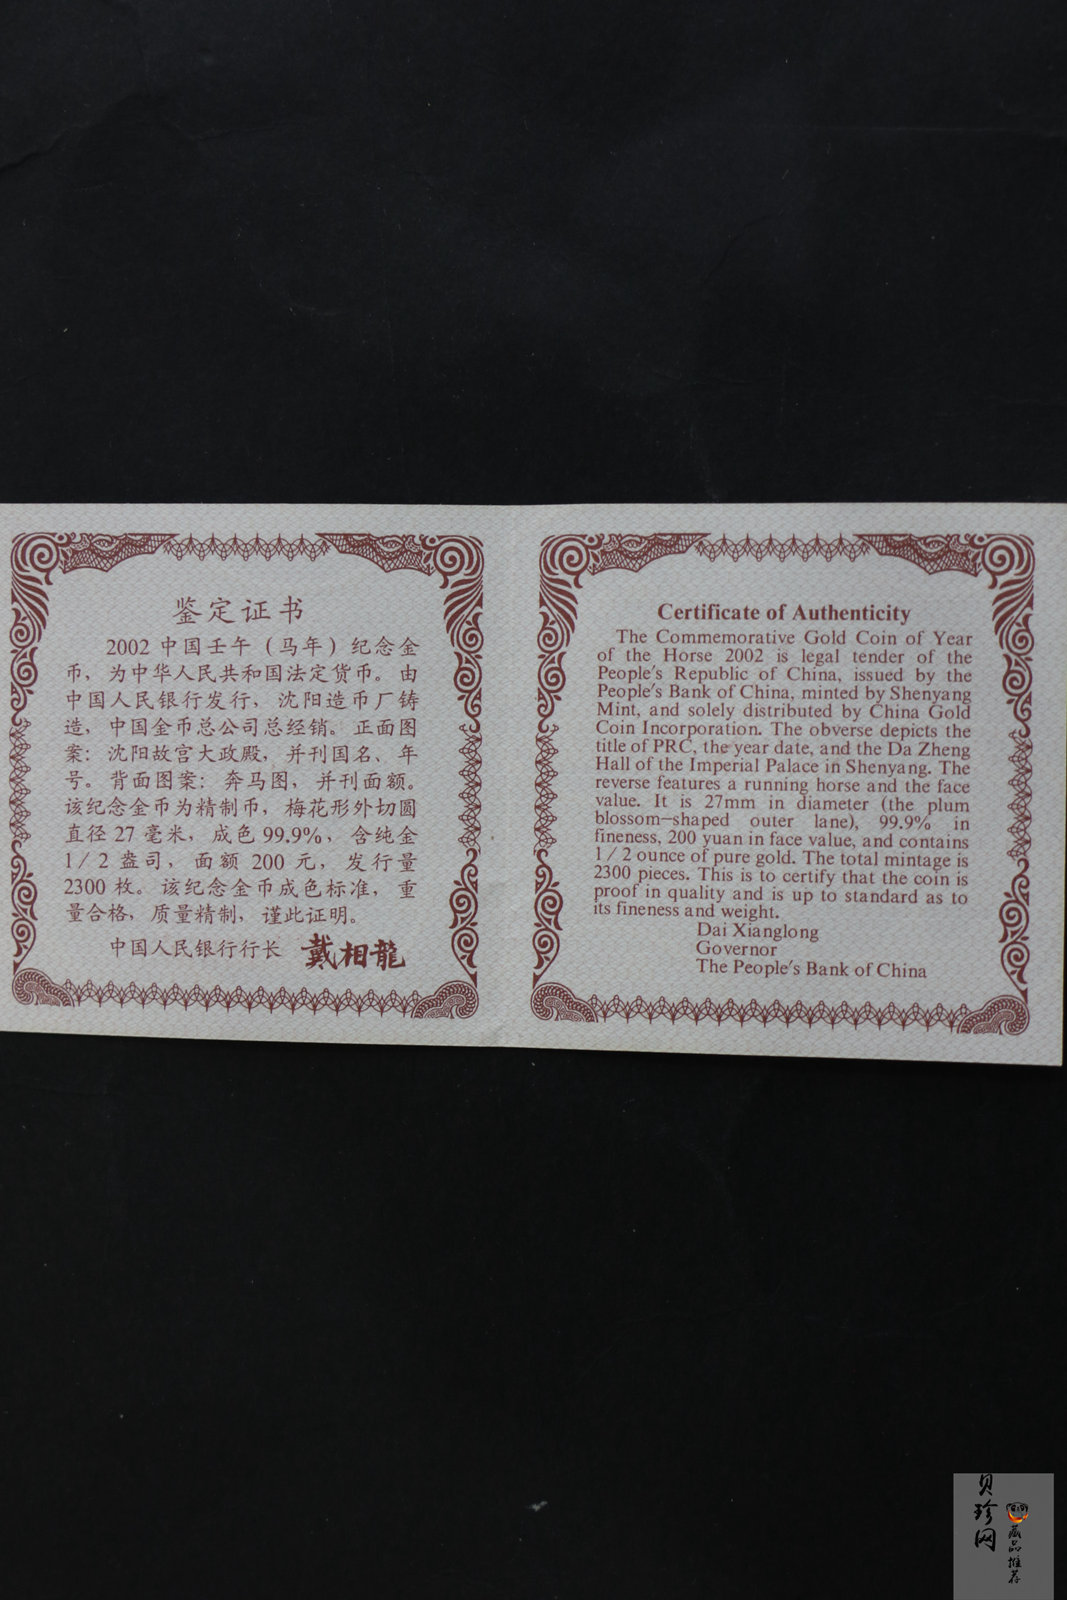 鉴定证书
2002 中国壬午（马年）纪念金
币，为中华人民共和国法定货币。由
中国人民银行发行，沈阳造币厂铸
造，中国金币总公司总经销。正面图
案：沈阳故宫大政殿，并刊国名、年
号。背面图案：奔马图，并刊面额。
该纪念金币为精制币，梅花形外切圆
直径 27 毫米，成色 99.9%，含纯金
1/2 盎司，面额 200 元，发行量
2300 枚。该纪念金币成色标准，重
量合格，质量精制，谨此证明。
中国人民银行行长 戴相龍
Certificate of Authenticity
The Commemorative Gold Coin of Year
of the Horse 2002 is legal tender of the
People's Republic of China, issued by the
People's Bank of China, minted by Shenyang
Mint, and solely distributed by China Gold
Coin Incorporation. The obverse depicts the
title of PRC, the year date, and the Da Zheng
Hall of the Imperial Palace in Shenyang. The
reverse features a running horse and the face
value. It is 27mm in diameter (the plum
blossom-shaped outer lane), 99.9% in
fineness, 200 yuan in face value, and contains
1/2 ounce of pure gold. The total mintage is
2300 pieces. This is to certify that the coin is
proof in quality and is up to standard as to
its fineness and weight.
Dai Xianglong
Governor
The People's Bank of China
贝珍网
藏品推荐